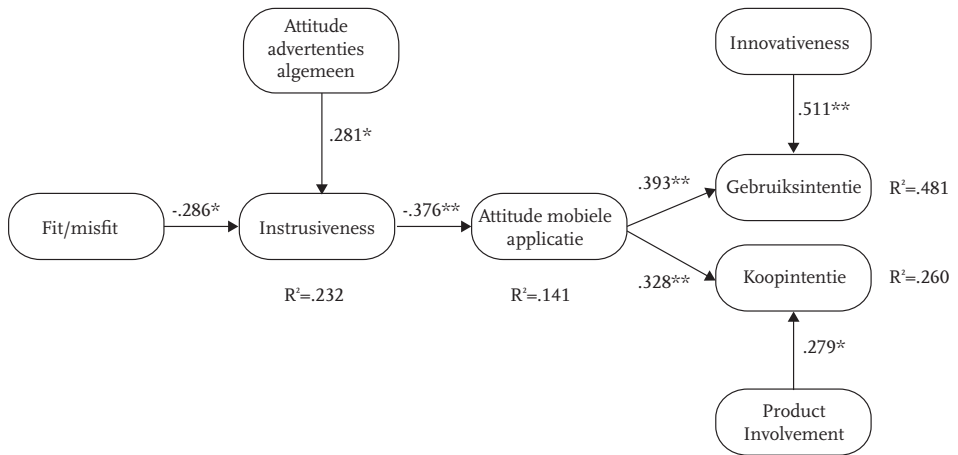 Attitude
advertenties
algemeen
Innovativeness
.281*
.511**
Fit/misfit
-.286*
Instrusiveness
-.376**
Attitude mobiele
applicatie
.393**
Gebruiksintentie
R²=.481
.328**
Koopintentie
R²=.260
R²=.232
R²=.141
.279*
Product
Involvement